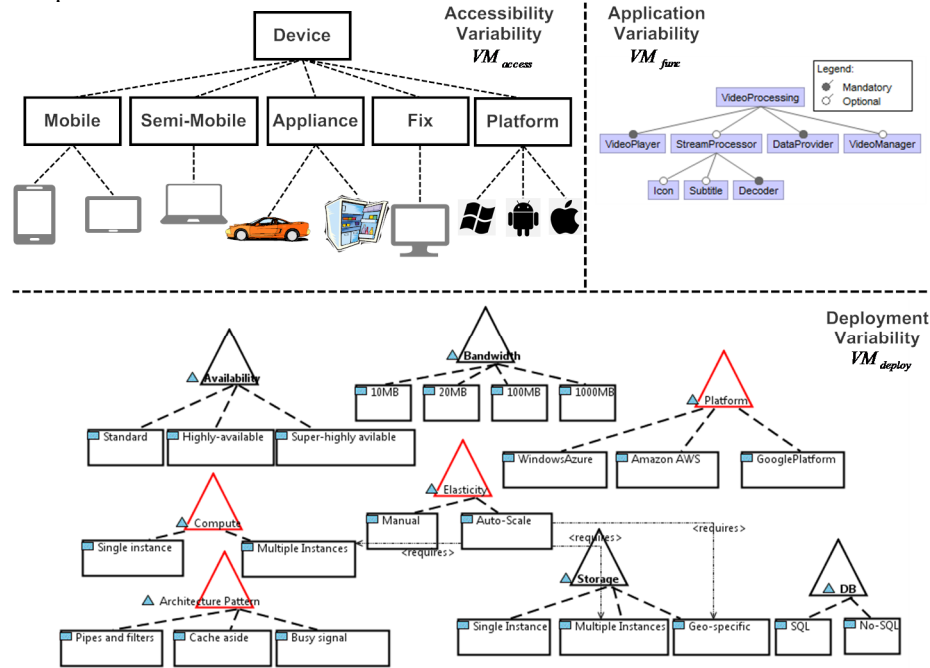 Accessibility
Variability
VM access
Application
Variability
VM func
Device
Mobile
Semi-Mobile
Appliance
Fix
Platform
Legend:
Mandatory
Optional
VideoProcessing
VideoPlayer
StreamProcessor
DataProvider
VideoManager
Icon
Subtitle
Decoder
Deployment
Variability
VM deploy
Availability
Standard
Highly-available
Super-highly avilable
Bandwidth
10MB
20MB
100MB
1000MB
Platform
WindowsAzure
Amazon AWS
GooglePlatform
Elasticity
Manual
Auto-Scale
Compute
Single instance
Multiple Instances
<requires>
<requires>
<requires>
Architecture Pattern
Pipes and filters
Cache aside
Busy signal
Storage
Single Instance
Multiple Instances
Geo-specific
DB
SQL
No-SQL